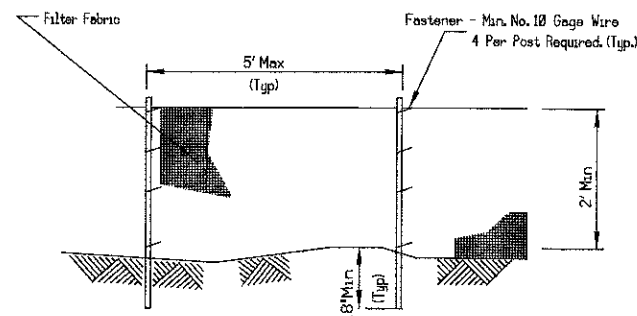 Filter Fabric
Fastener - Min. No. 10 Gage Wire
4 Per Post Required. (Typ.)
5' Max
(Typ)
2' Min
8" Min
(Typ)